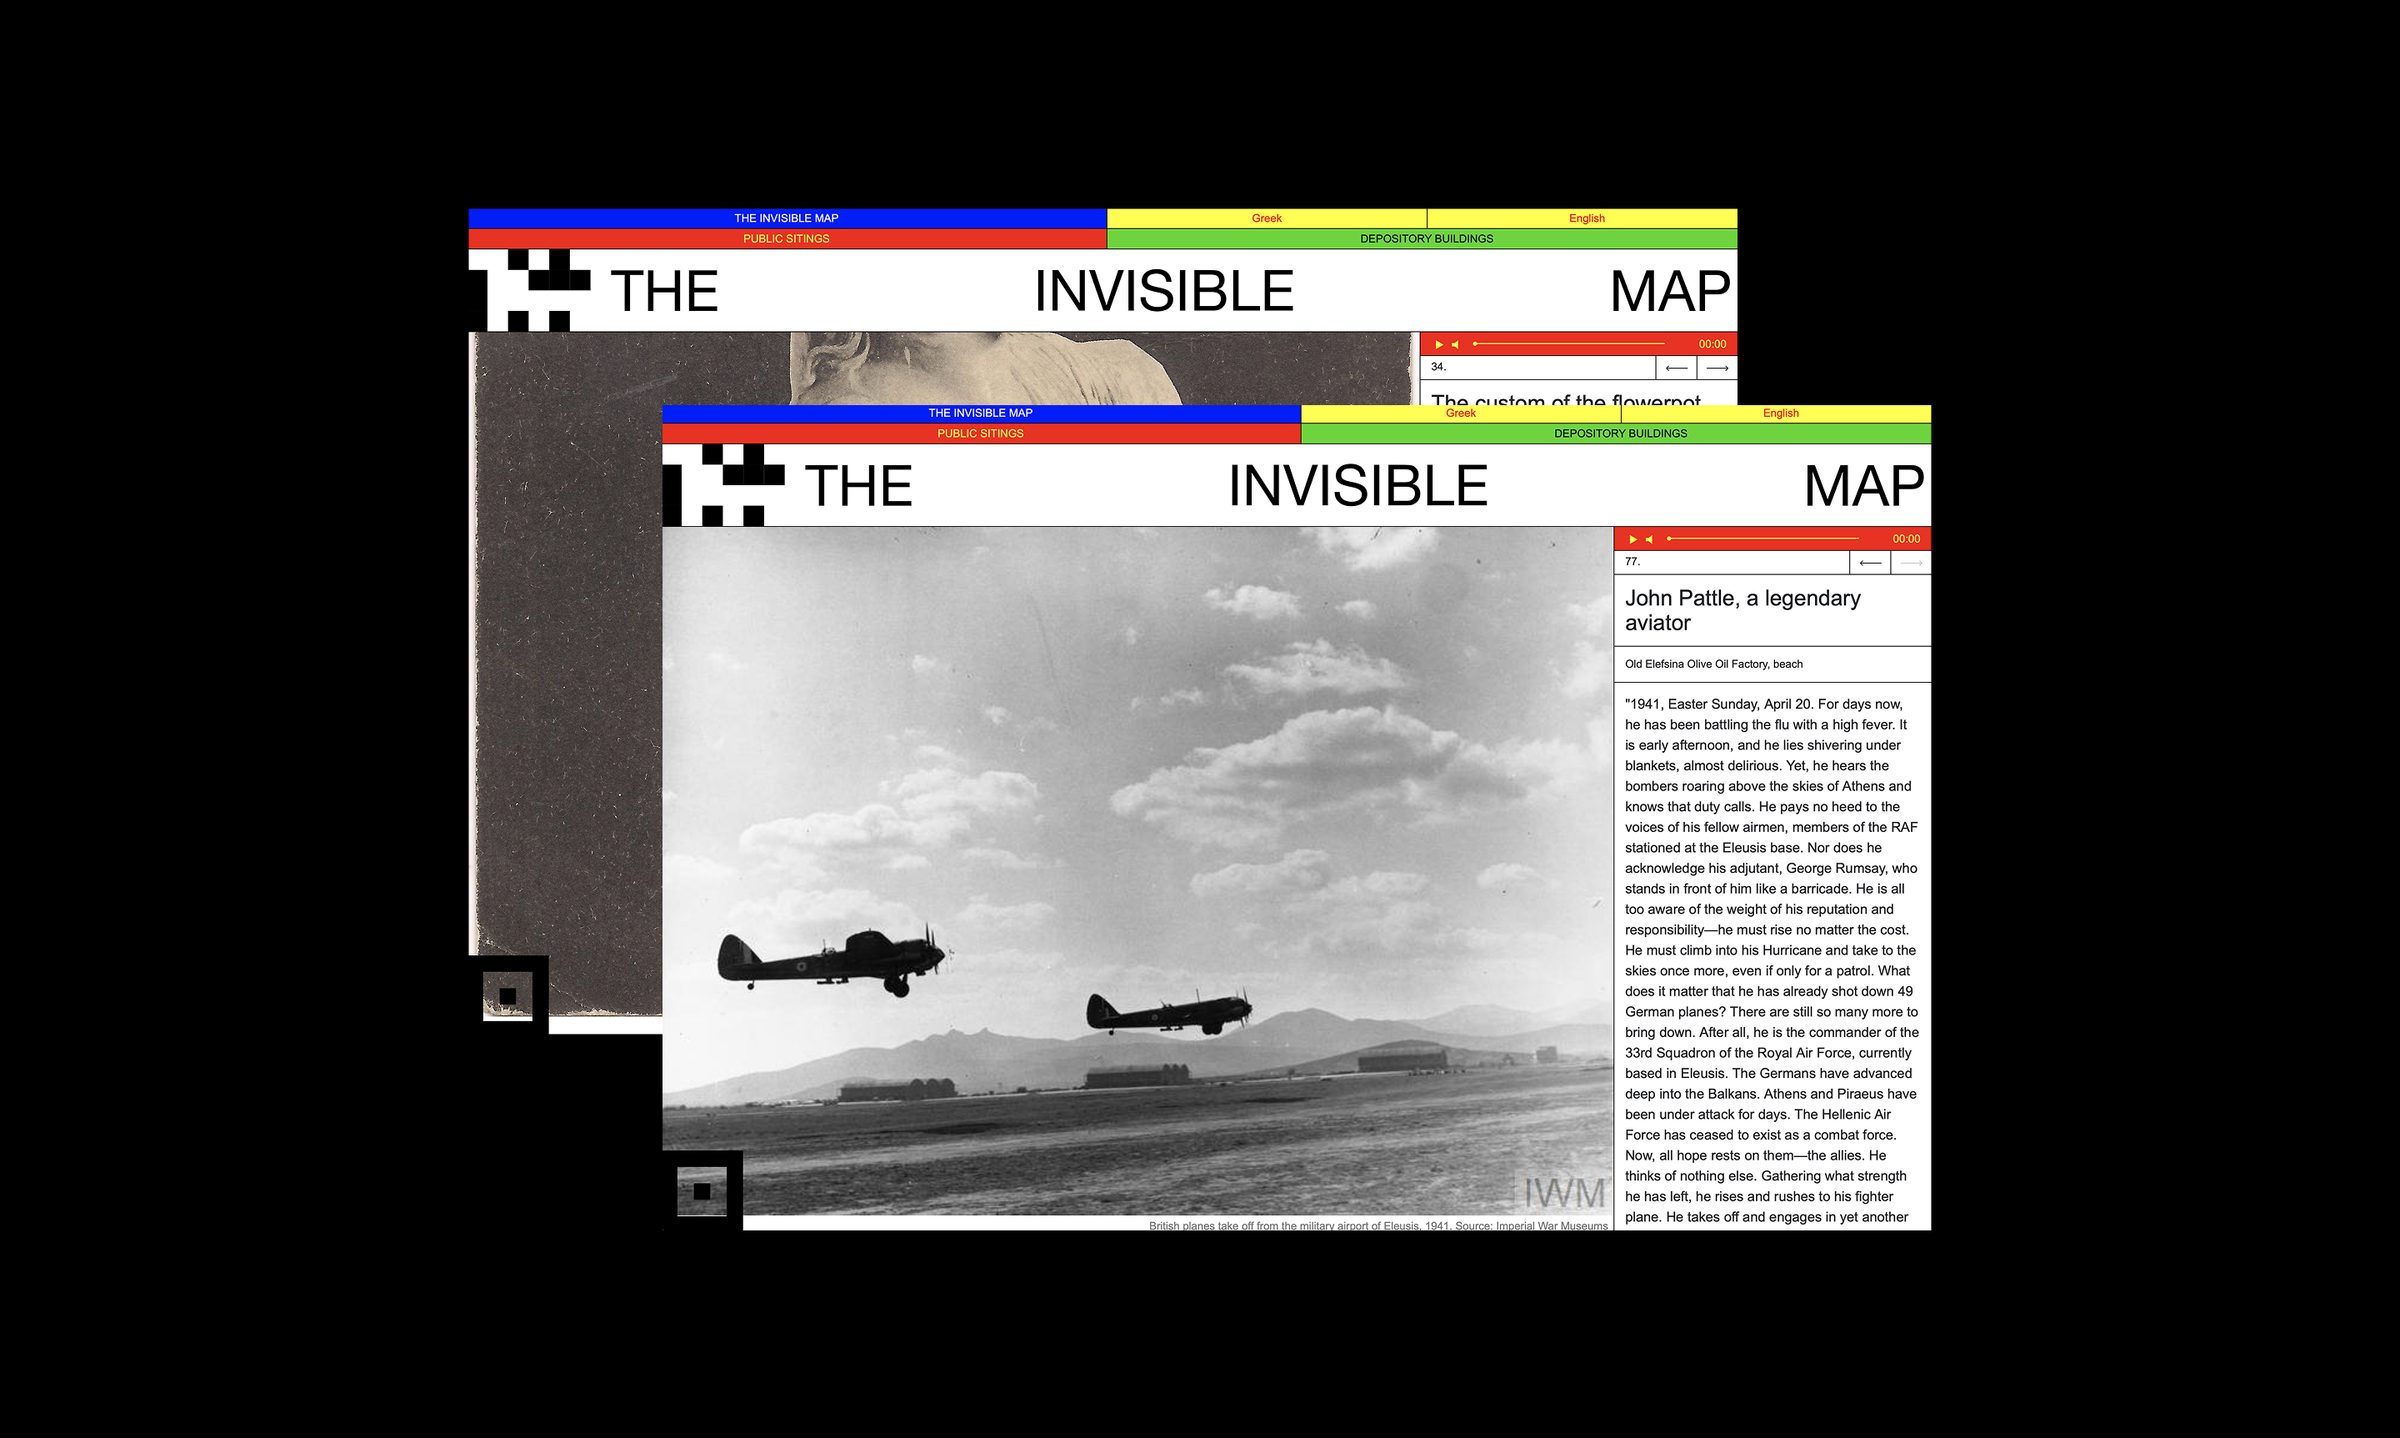 THE INVISIBLE MAP
Greek
English
PUBLIC SITINGS
DEPOSITORY BUILDINGS
THE INVISIBLE MAP
00:00
34.
The custom of the flowerpot
THE INVISIBLE MAP
Greek
English
PUBLIC SITINGS
DEPOSITORY BUILDINGS
THE INVISIBLE MAP
00:00
77.
John Pattle, a legendary
aviator
Old Elefsina Olive Oil Factory, beach
"1941, Easter Sunday, April 20. For days now,
he has been battling the flu with a high fever. It
is early afternoon, and he lies shivering under
blankets, almost delirious. Yet, he hears the
bombers roaring above the skies of Athens and
knows that duty calls. He pays no heed to the
voices of his fellow airmen, members of the RAF
stationed at the Eleusis base. Nor does he
acknowledge his adjutant, George Rumsay, who
stands in front of him like a barricade. He is all
too aware of the weight of his reputation and
responsibility—he must rise no matter the cost.
He must climb into his Hurricane and take to the
skies once more, even if only for a patrol. What
does it matter that he has already shot down 49
German planes? There are still so many more to
bring down. After all, he is the commander of the
33rd Squadron of the Royal Air Force, currently
based in Eleusis. The Germans have advanced
deep into the Balkans. Athens and Piraeus have
been under attack for days. The Hellenic Air
Force has ceased to exist as a combat force.
Now, all hope rests on them—the allies. He
thinks of nothing else. Gathering what strength
he has left, he rises and rushes to his fighter
plane. He takes off and engages in yet another
IWM
British planes take off from the military airport of Eleusis, 1941. Source: Imperial War Museums